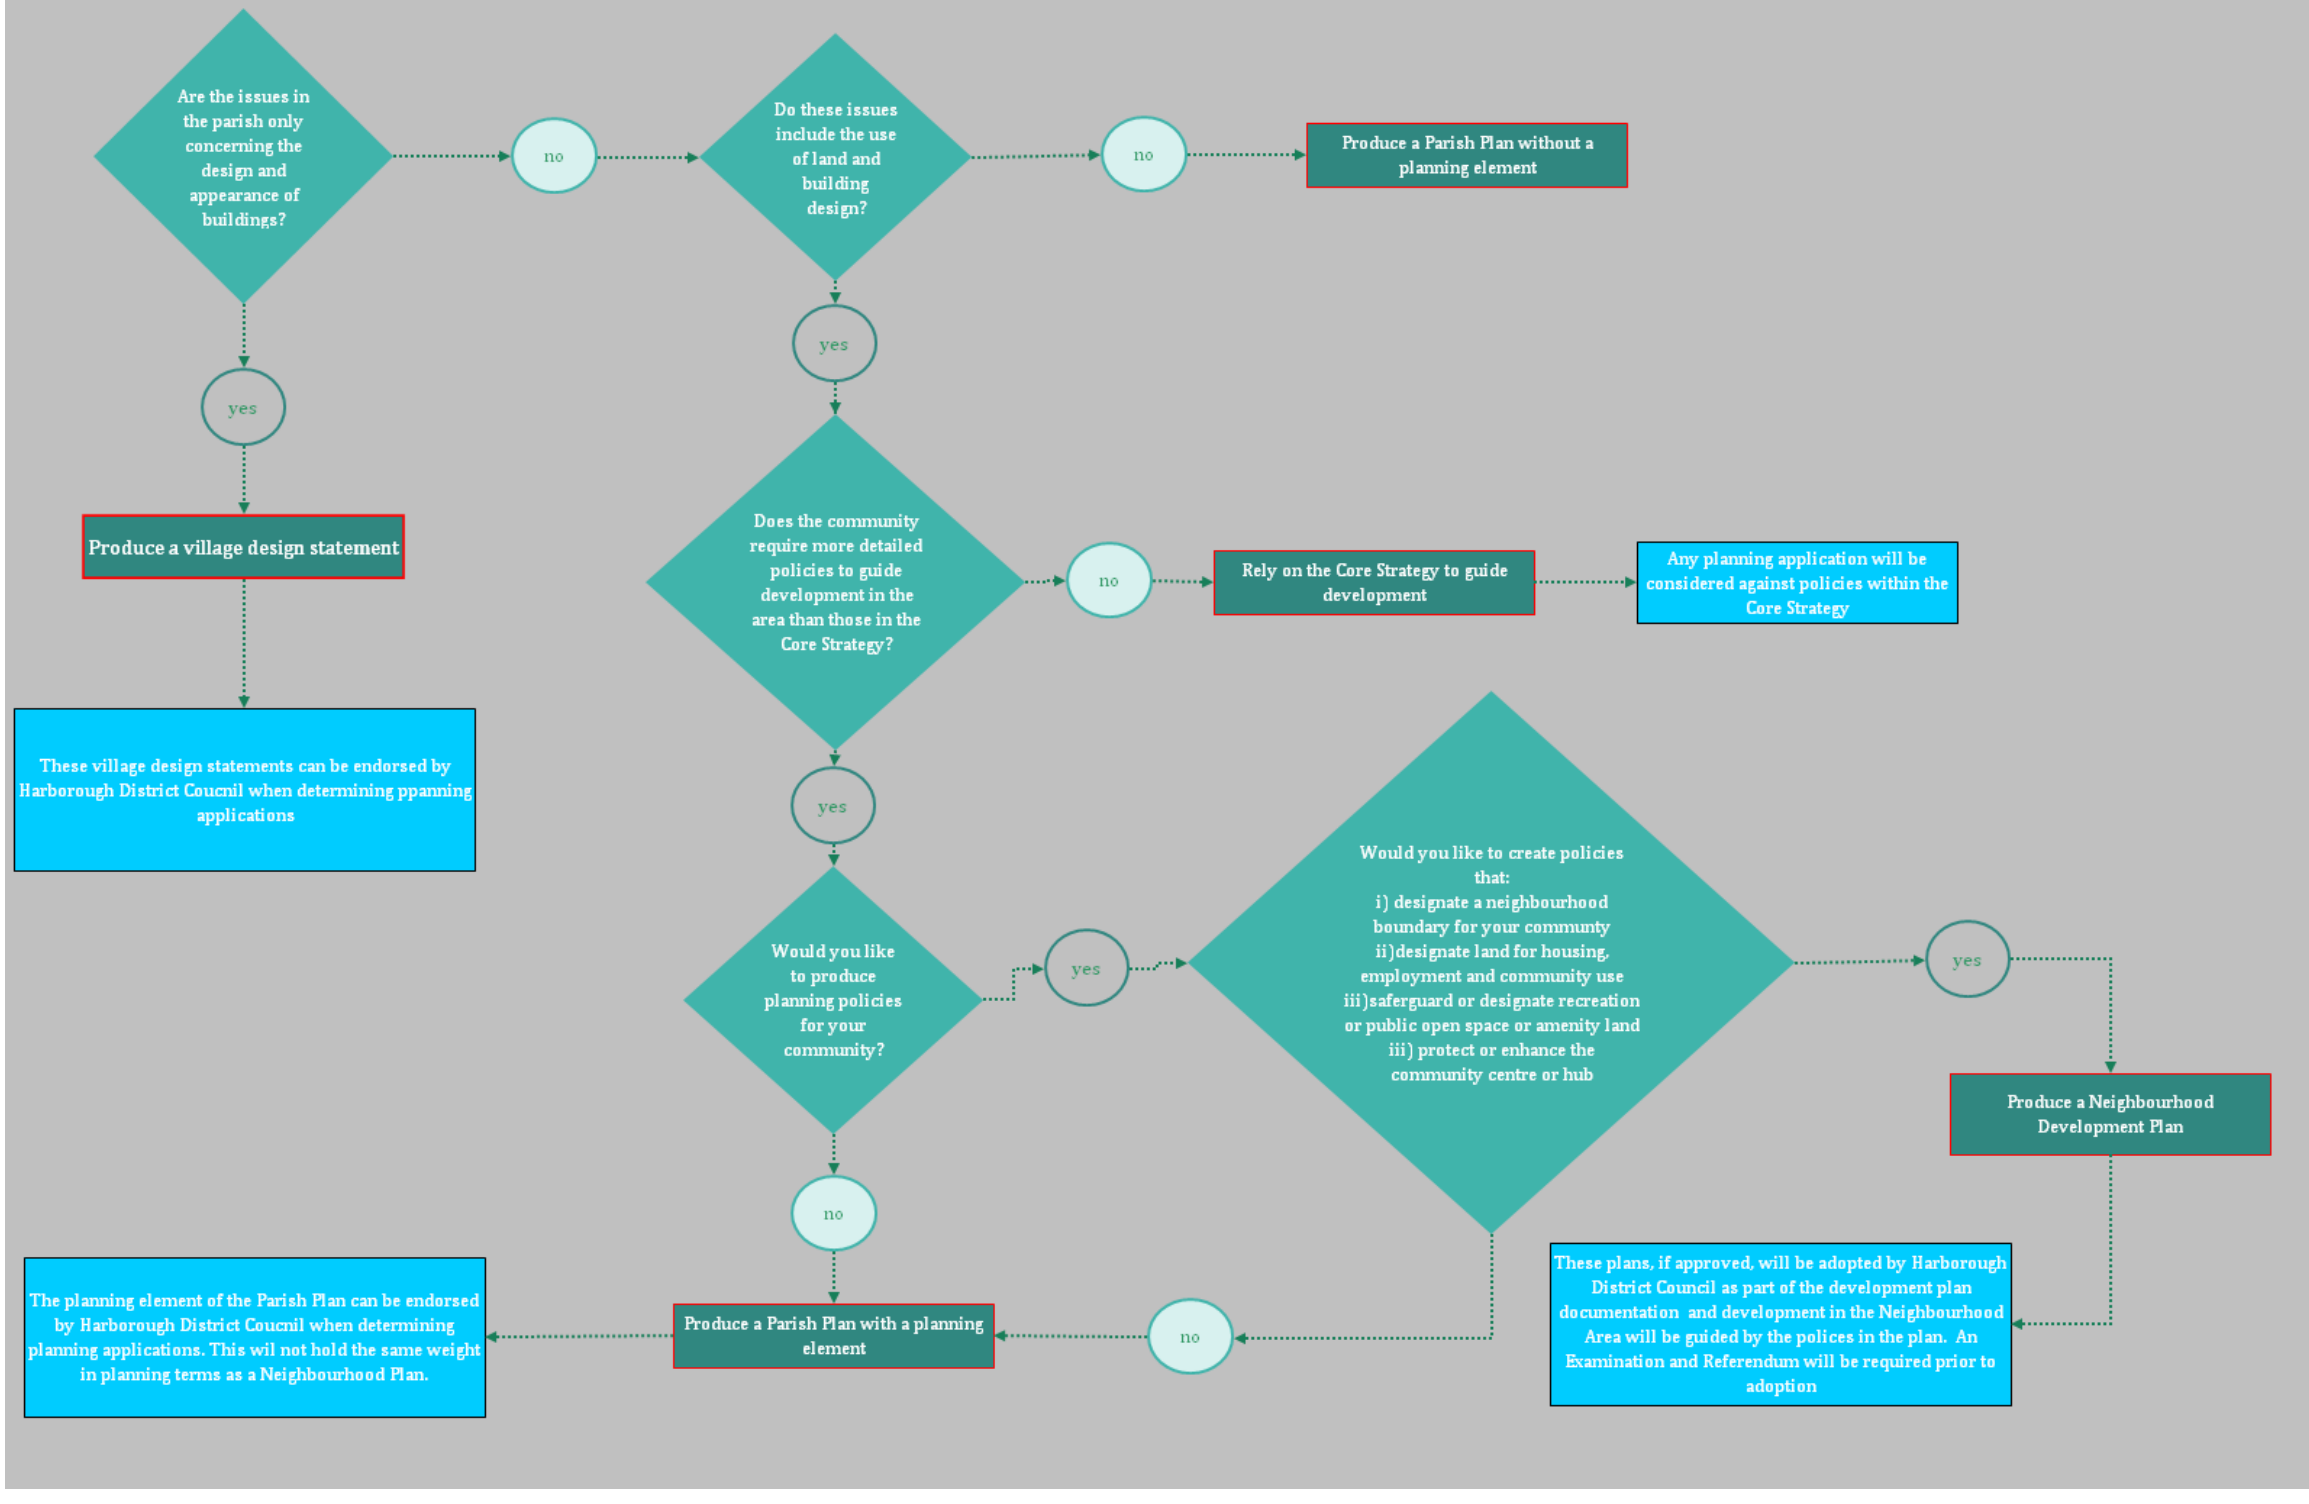 Are the issues in
the parish only
concerning the
design and
appearance of
buildings?
no
Do these issues
include the use
of land and
building
design?
no
Produce a Parish Plan without a
planning element
yes
yes
Produce a village design statement
These village design statements can be endorsed by
Harborough District Coucnil when determining ppanning
applications
Does the community
require more detailed
policies to guide
development in the
area than those in the
Core Strategy?
no
Rely on the Core Strategy to guide
development
Any planning application will be
considered against policies within the
Core Strategy
yes
Would you like
to produce
planning policies
for your
community?
yes
Would you like to create policies
that:
i) designate a neighbourhood
boundary for your communty
ii)designate land for housing,
employment and community use
iii)saferguard or designate recreation
or public open space or amenity land
iii) protect or enhance the
community centre or hub
yes
Produce a Neighbourhood
Development Plan
These plans, if approved, will be adopted by Harborough
District Council as part of the development plan
documentation and development in the Neighbourhood
Area will be guided by the polices in the plan. An
Examination and Referendum will be required prior to
adoption
no
no
Produce a Parish Plan with a planning
element
The planning element of the Parish Plan can be endorsed
by Harborough District Coucnil when determining
planning applications. This wil not hold the same weight
in planning terms as a Neighbourhood Plan.